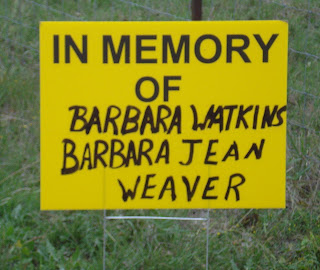 IN MEMORY
OF
BARBARA WATKINS
BARBARA JEAN
WEAVER